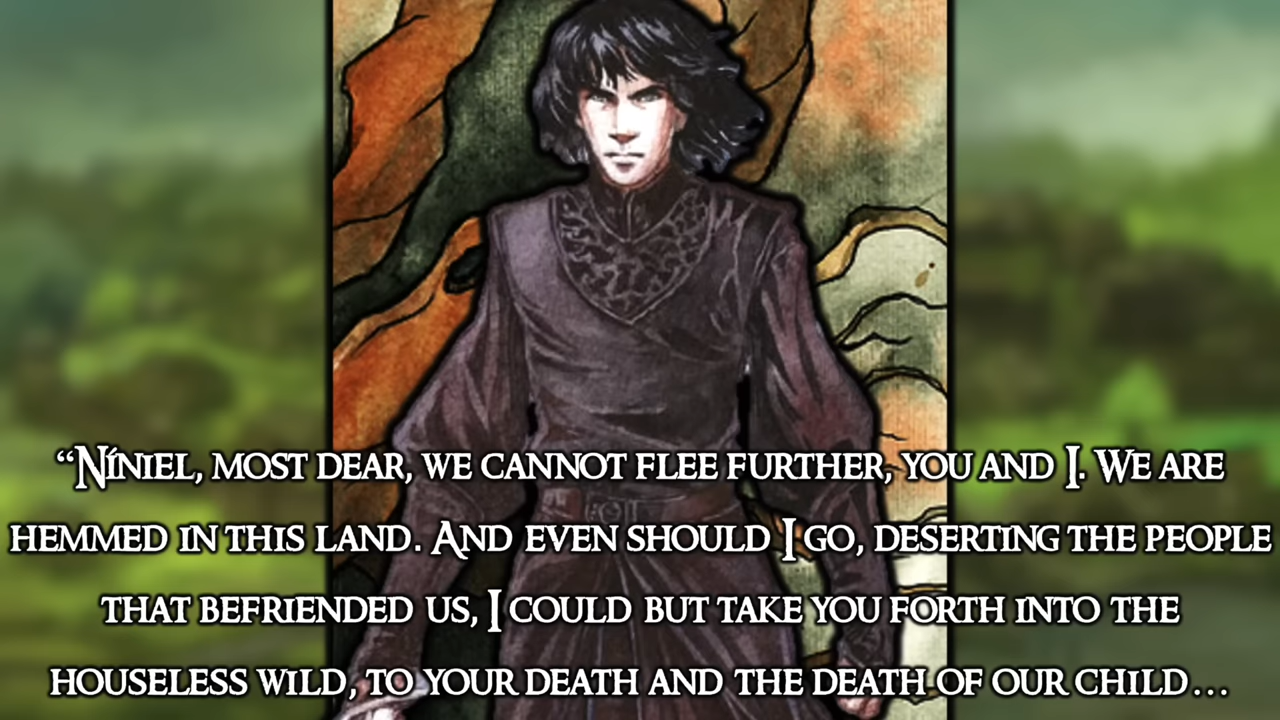 “Níniel, most dear, we cannot flee further, you and I. We are
hemmed in this land. And even should I go, deserting the people
that befriended us, I could but take you forth into the
houseless wild, to your death and the death of our child...